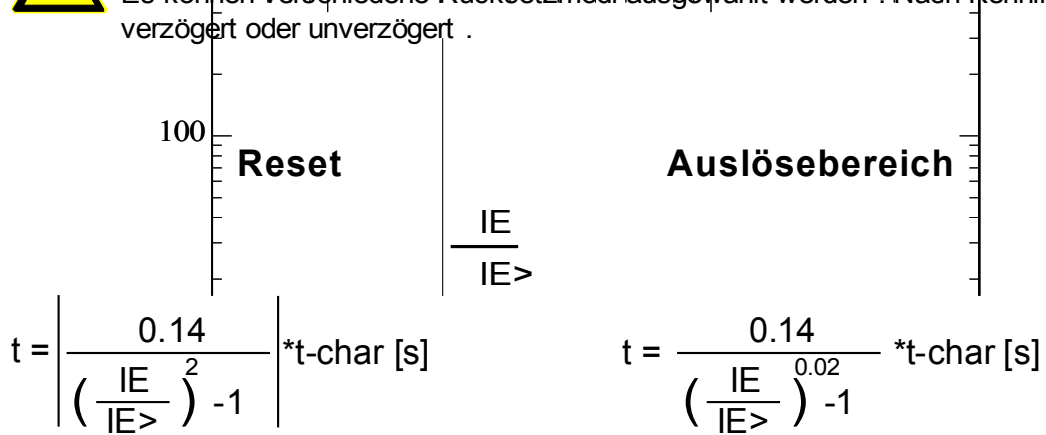 verzögert oder unverzögert .
100
Reset
Auslösebereich
IE
IE>
t = | 0.14 / ( IE / IE> )^2 -1 | *t-char [s]
t = 0.14 / ( IE / IE> )^0.02 -1 *t-char [s]